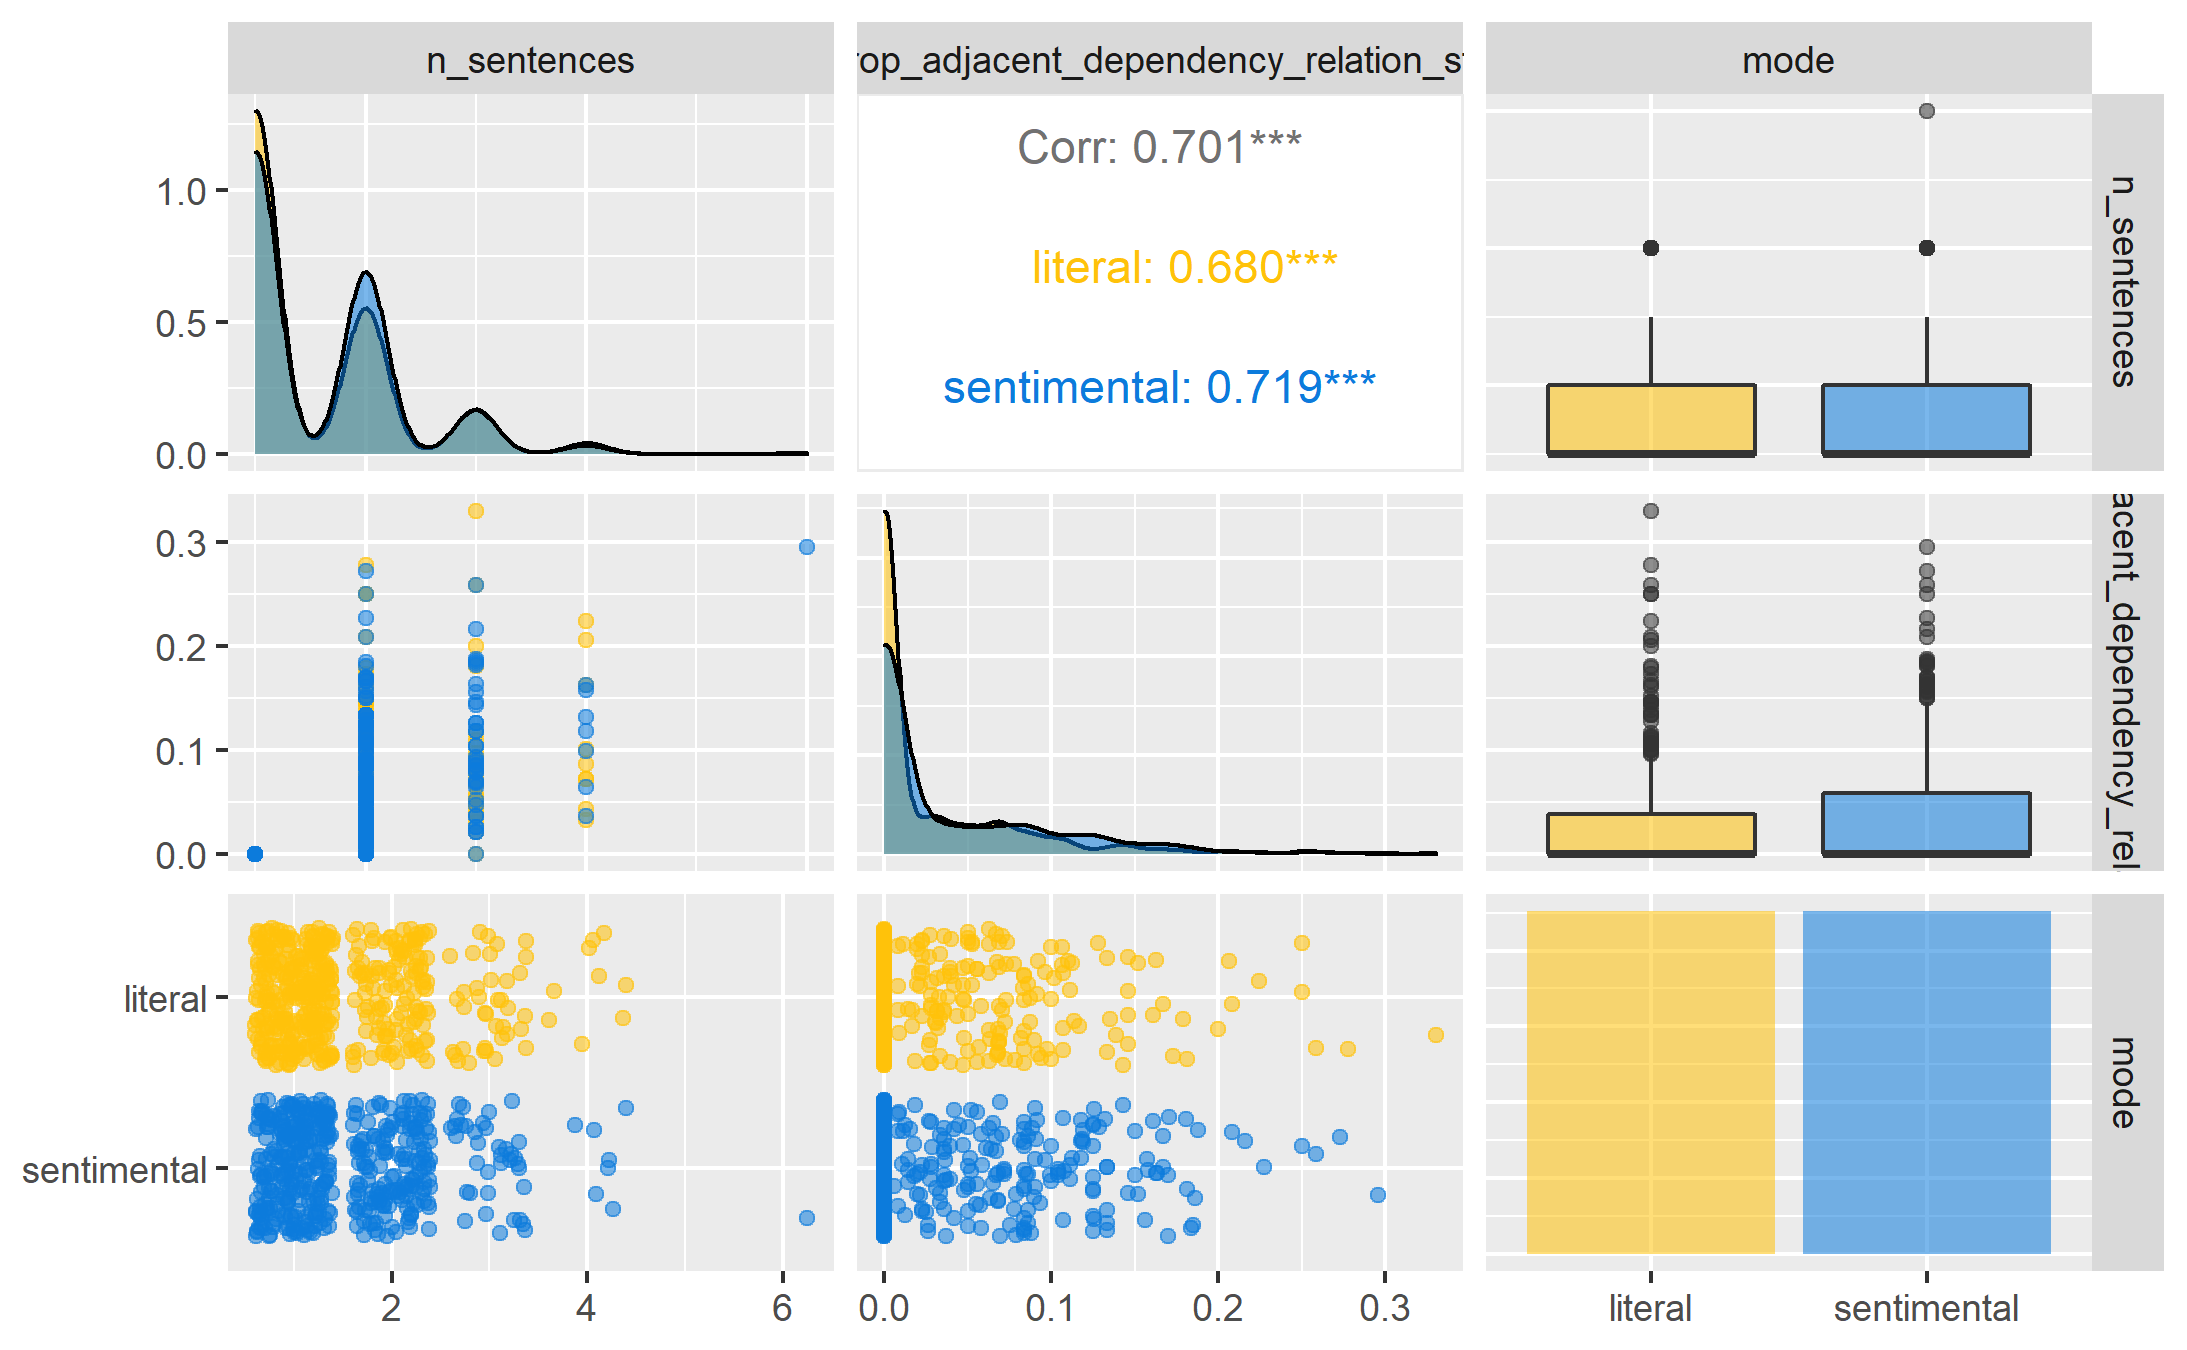 n_sentences
rop_adjacent_dependency_relation_s
mode
1.0
0.5
0.0
Corr: 0.701***
literal: 0.680***
sentimental: 0.719***
n_sentences
0.3
0.2
0.1
0.0
acent_dependency_rel
literal
sentimental
mode
2
4
6
0.0
0.1
0.2
0.3
literal
sentimental